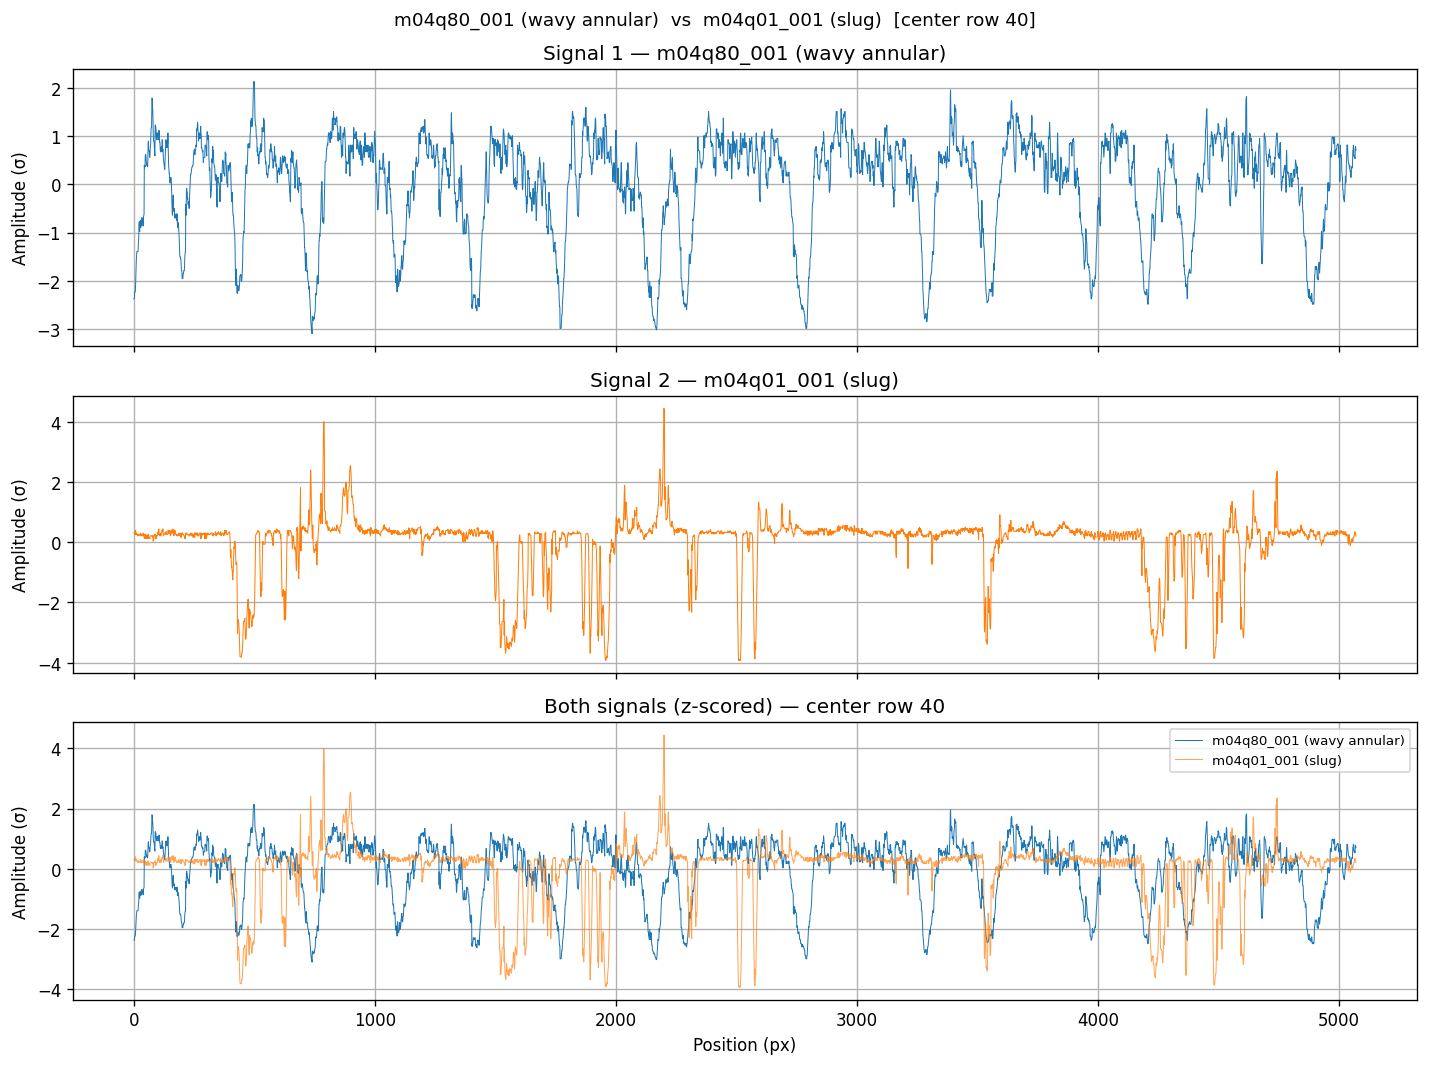 m04q80_001 (wavy annular)  vs  m04q01_001 (slug)  [center row 40]
Signal 1 — m04q80_001 (wavy annular)
2
1
0
−1
−2
−3
Amplitude (σ)
Signal 2 — m04q01_001 (slug)
4
2
0
−2
−4
Amplitude (σ)
Both signals (z-scored) — center row 40
m04q80_001 (wavy annular)
m04q01_001 (slug)
4
2
0
−2
−4
Amplitude (σ)
0 1000 2000 3000 4000 5000
Position (px)